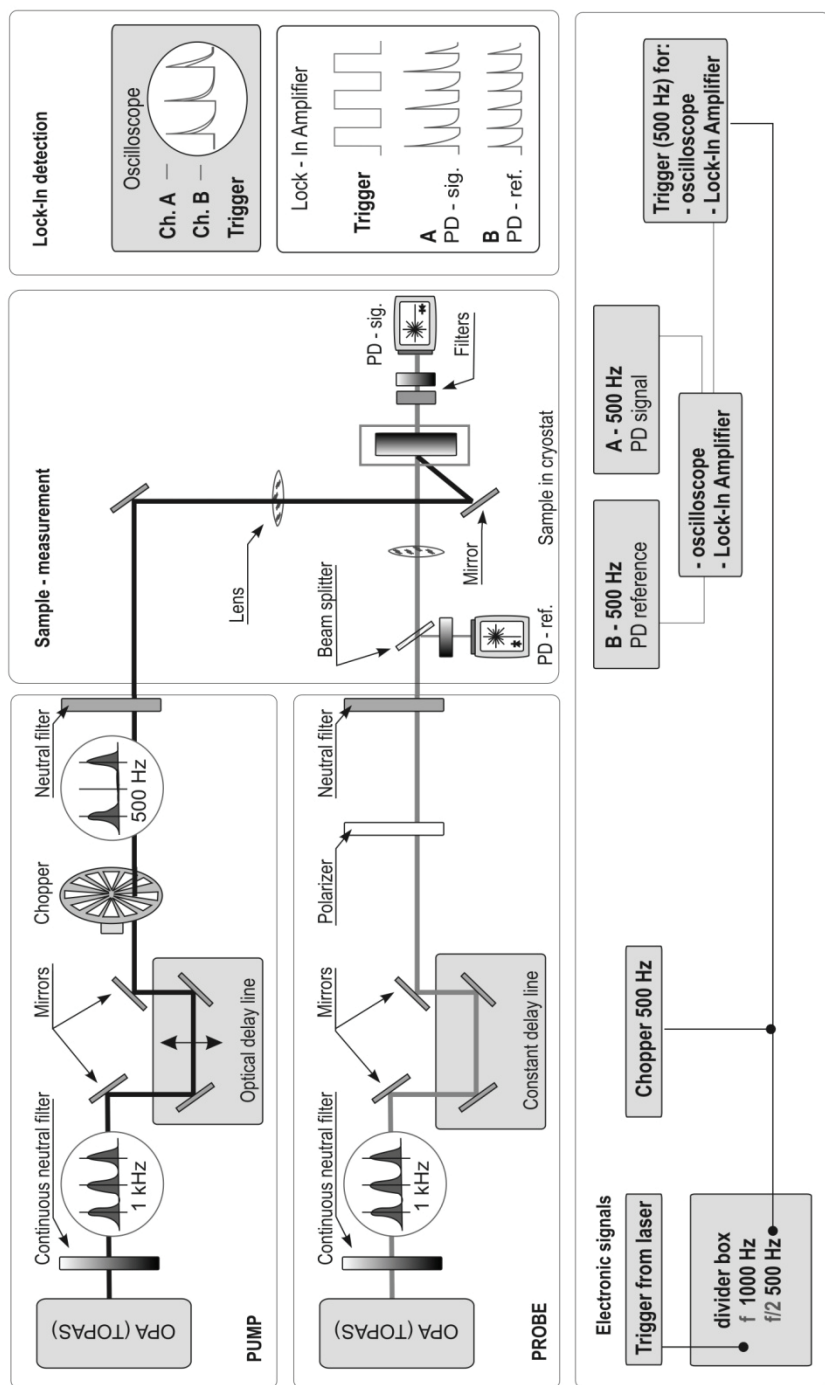 OPA (TOPAS)
Continuous neutral filter
1 kHz
Mirrors
Optical delay line
Chopper
500 Hz
Neutral filter
PUMP
OPA (TOPAS)
Continuous neutral filter
1 kHz
Mirrors
Constant delay line
Polarizer
Neutral filter
PROBE
Sample - measurement
Lens
Beam splitter
PD - ref.
Mirror
Sample in cryostat
Filters
PD - sig.
Lock-In detection
Oscilloscope
Ch. A
Ch. B
Trigger
Lock - In Amplifier
Trigger
A
PD - sig.
B
PD - ref.
Electronic signals
Trigger from laser
divider box
f 1000 Hz
f/2 500 Hz
Chopper 500 Hz
B - 500 Hz
PD reference
A - 500 Hz
PD signal
- oscilloscope
- Lock-In Amplifier
Trigger (500 Hz) for:
- oscilloscope
- Lock-In Amplifier